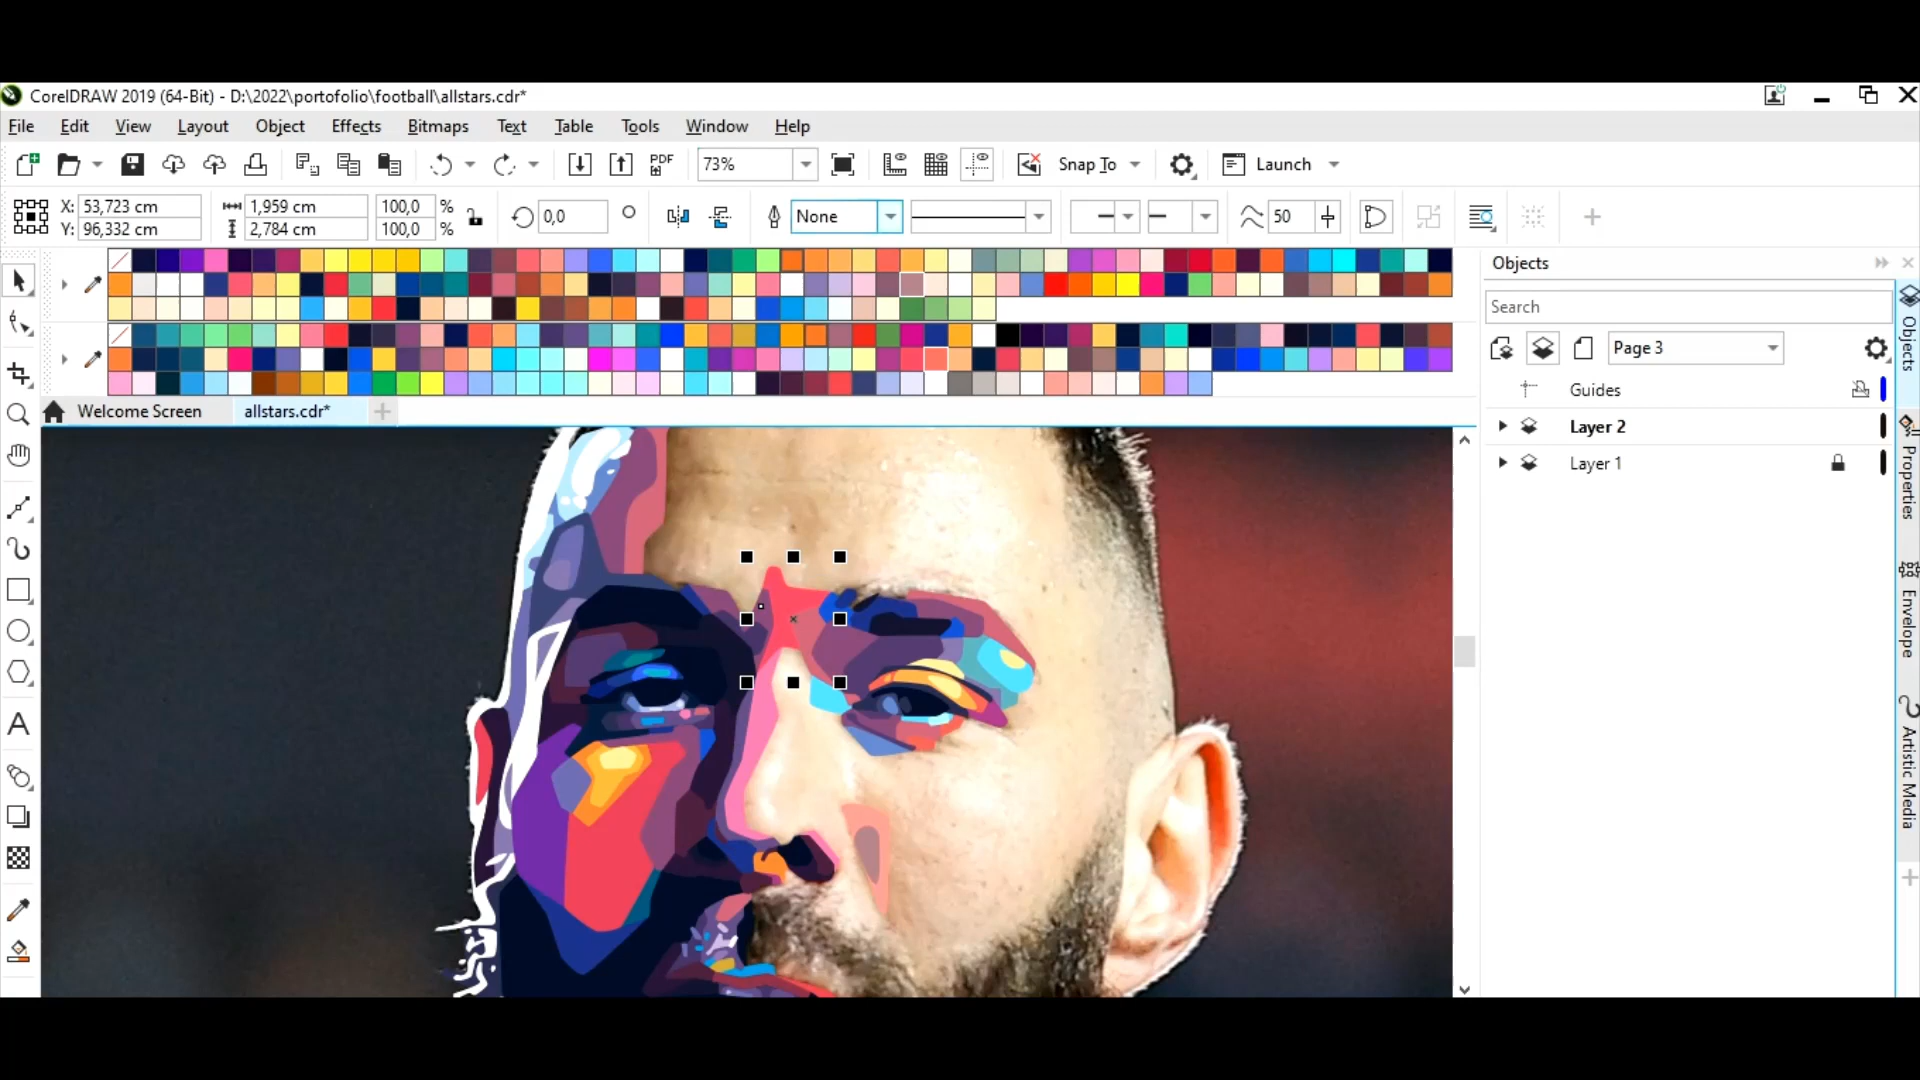 CorelDRAW 2019 (64-Bit) - D:\2022\portofolio\football\allstars.cdr*
File Edit View Layout Object Effects Bitmaps Text Table Tools Window Help
PDF 73% Snap To Launch
X: 53,723 cm 1,959 cm 100,0 % 0,0 None 50
Y: 96,332 cm 2,784 cm 100,0 %
Objects
Search
Page 3
Guides
Layer 2
Layer 1
Welcome Screen allstars.cdr*
A
Objects
Properties
Envelope
Artistic Media